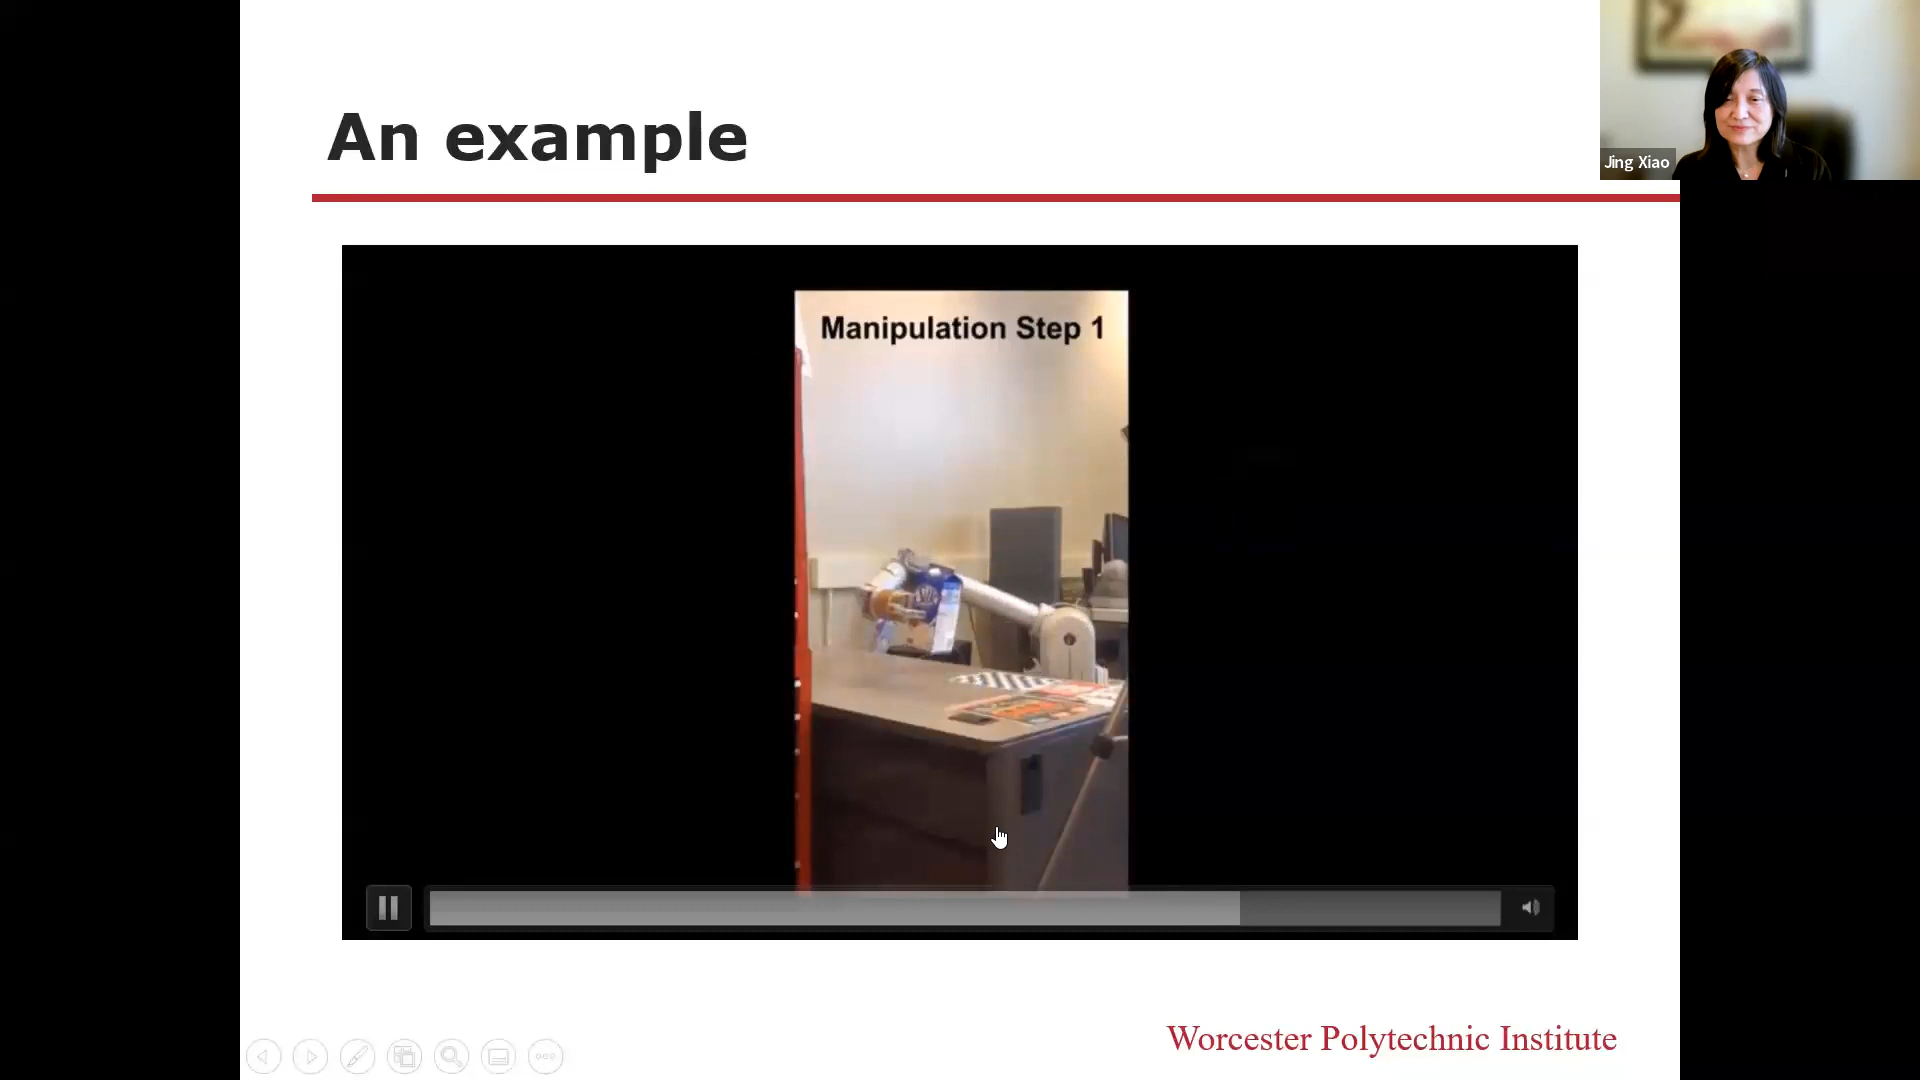 An example
Jing Xiao
Manipulation Step 1
Worcester Polytechnic Institute